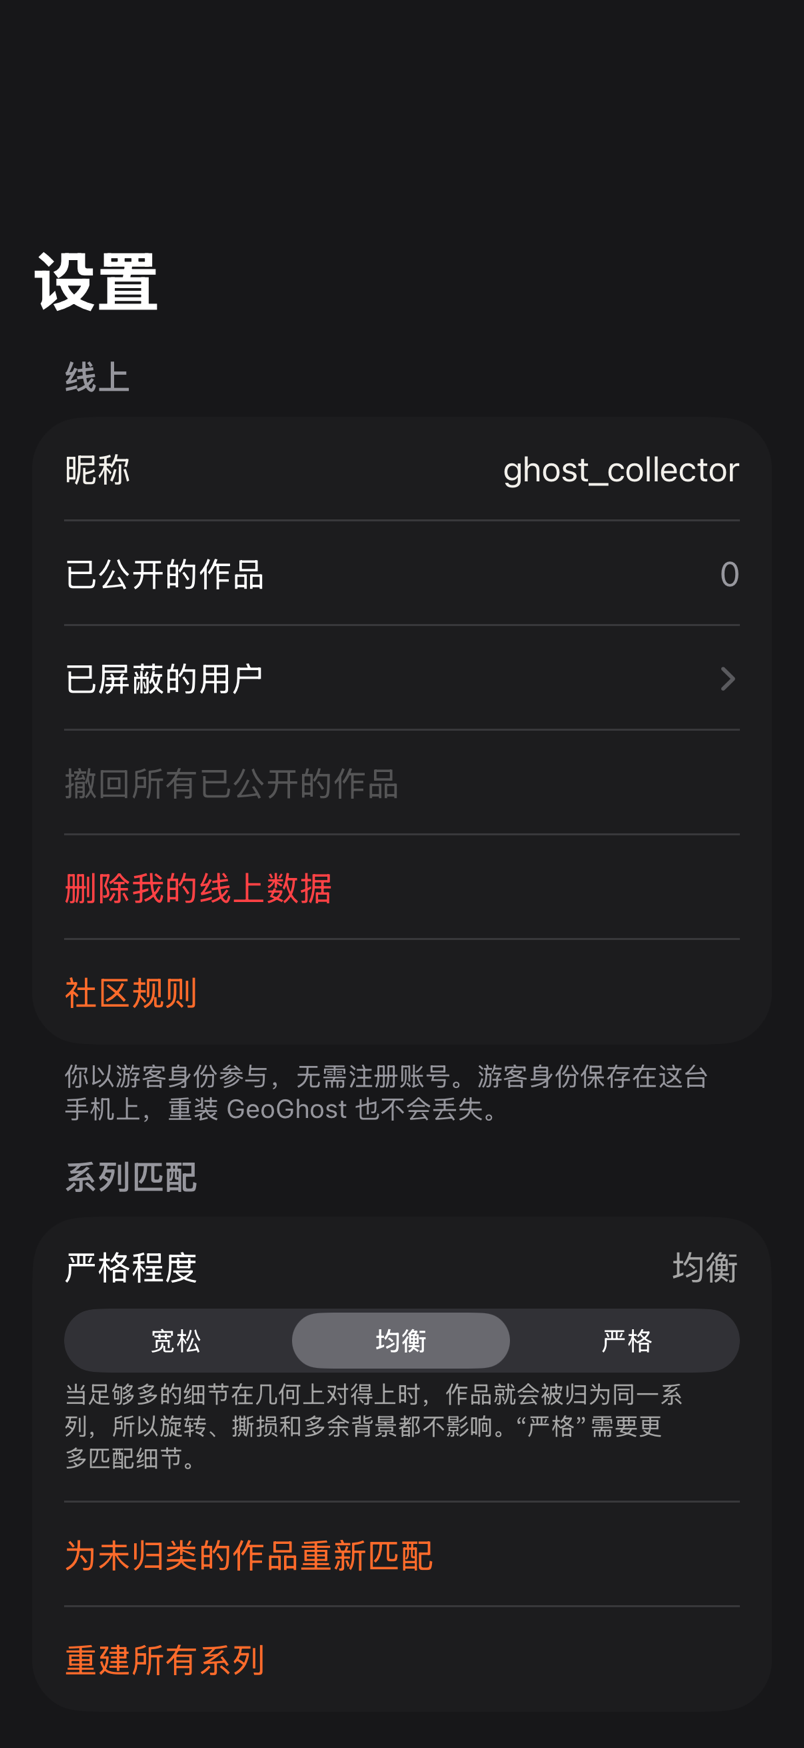 设置
线上
昵称 ghost_collector
已公开的作品 0
已屏蔽的用户
撤回所有已公开的作品
删除我的线上数据
社区规则
你以游客身份参与，无需注册账号。游客身份保存在这台
手机上，重装 GeoGhost 也不会丢失。
系列匹配
严格程度 均衡
宽松 均衡 严格
当足够多的细节在几何上对得上时，作品就会被归为同一系
列，所以旋转、撕损和多余背景都不影响。“严格” 需要更
多匹配细节。
为未归类的作品重新匹配
重建所有系列